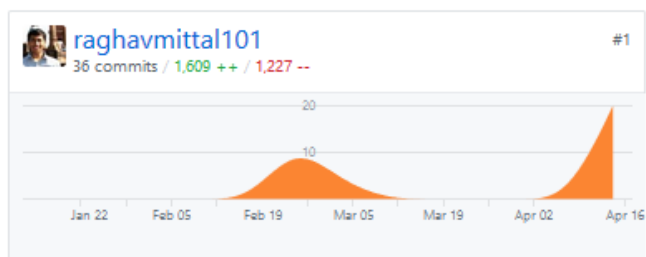 raghavmittal101 #1
36 commits / 1,609 ++ / 1,227 --
20
10
Jan 22 Feb 05 Feb 19 Mar 05 Mar 19 Apr 02 Apr 16